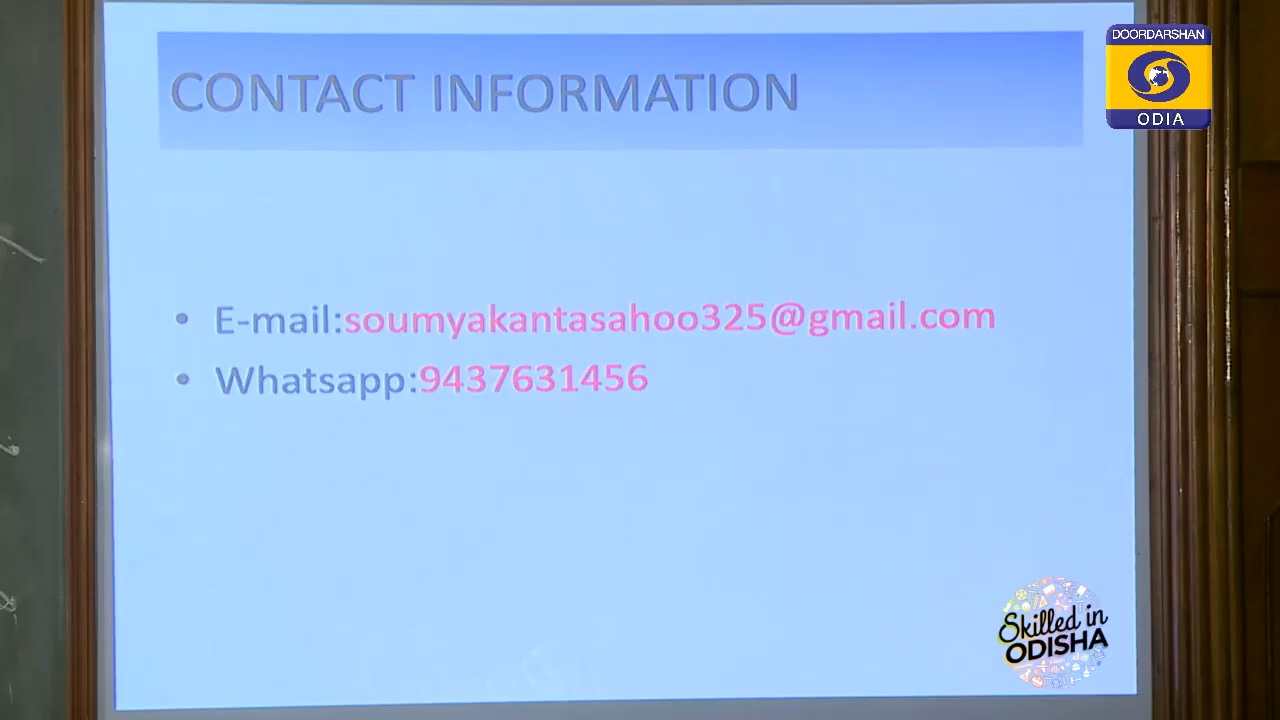 DOORDARSHAN
ODIA
CONTACT INFORMATION
• E-mail:soumyakantasahoo325@gmail.com
• Whatsapp:9437631456
Skilled in
ODISHA